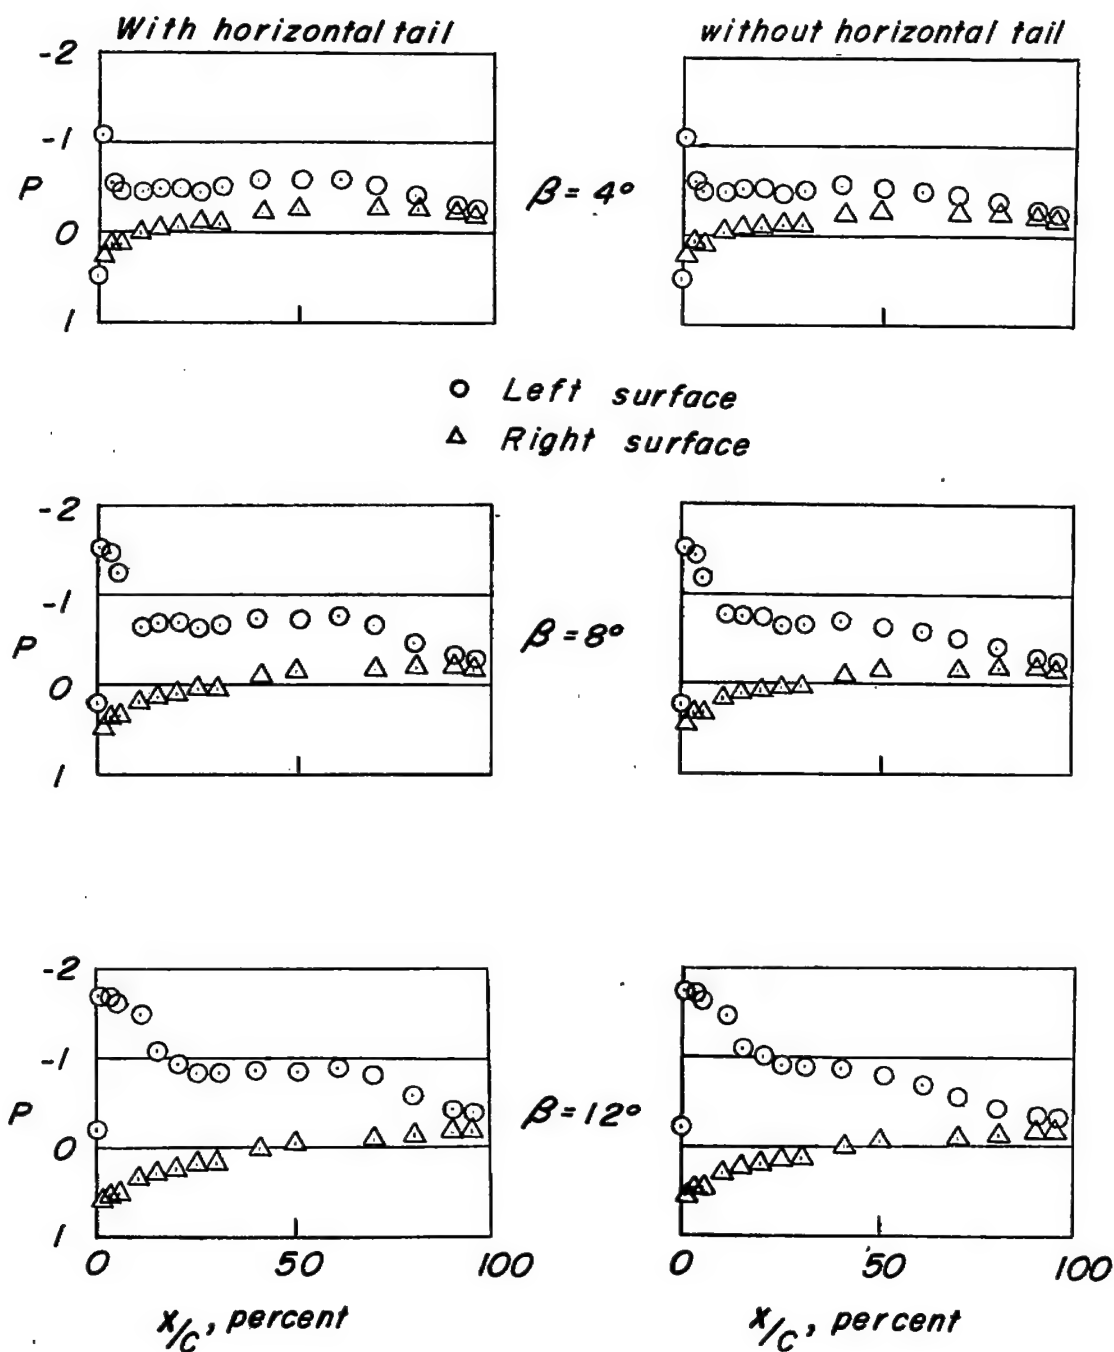 With horizontal tail
without horizontal tail
-2
-1
P
0
1
β = 4°
Left surface
Right surface
-2
-1
P
0
1
β = 8°
-2
-1
P
0
1
β = 12°
0 50 100
0 50 100
x/c, percent
x/c, percent